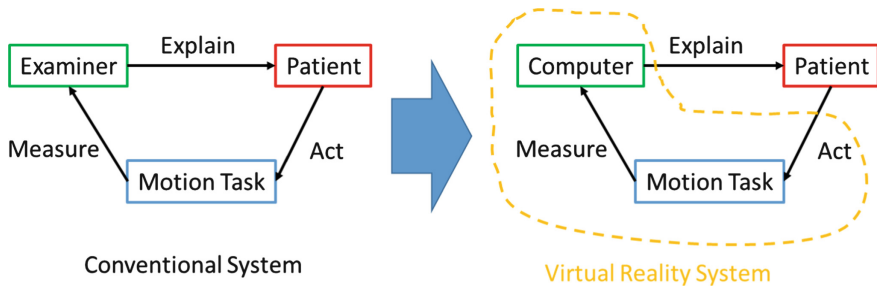 Explain
Examiner
Patient
Measure
Act
Motion Task
Conventional System
Explain
Computer
Patient
Measure
Act
Motion Task
Virtual Reality System